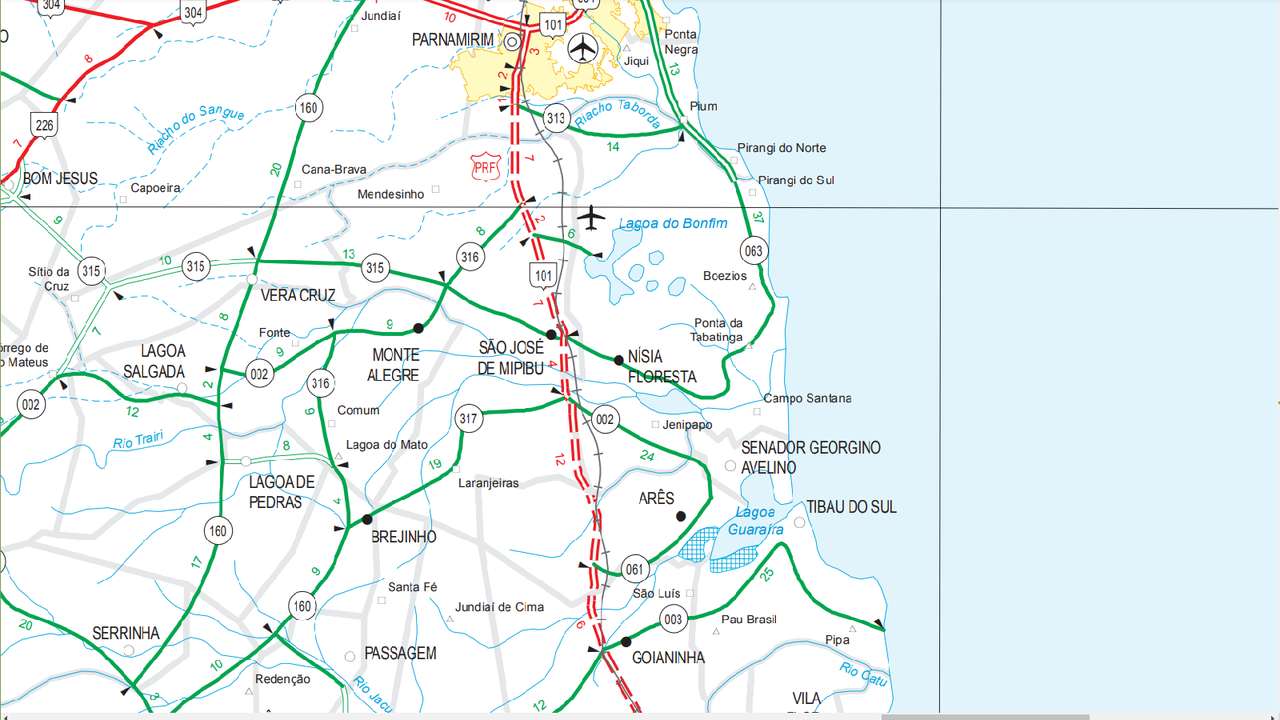 304
304
10
101
Jundiaí
PARNAMIRIM
3
Ponta
Negra
Jiqui
13
8
2
1
160
Riacho do Sangue
226
313
Riacho Taborda
Pium
14
7
PRF
7
Pirangi do Norte
20
Cana-Brava
BOM JESUS
Capoeira
Mendesinho
Pirangi do Sul
9
2
37
Lagoa do Bonfim
8
6
10
315
315
13
315
316
063
Sítio da
Cruz
101
Bcezios
VERA CRUZ
7
8
7
Fonte
9
Ponta da
Tabatinga
rrego de
o Mateus
LAGOA
SALGADA
9
MONTE
ALEGRE
SÃO JOSÉ
DE MIPIBU
4
NÍSIA
FLORESTA
002
2
002
316
12
6
Comum
317
002
Campo Santana
Rio Trairi
4
8
Lagoa do Mato
Jenipapo
24
SENADOR GEORGINO
AVELINO
12
19
LAGOA DE
PEDRAS
Laranjeiras
4
ARÊS
TIBAU DO SUL
Lagoa
Guaraíra
160
BREJINHO
17
9
061
25
Santa Fé
São Luís
160
Jundiaí de Cima
003
Pau Brasil
20
6
SERRINHA
Pipa
PASSAGEM
GOIANINHA
10
Rio Catu
Redenção
Rio Jacu
3
12
VILA